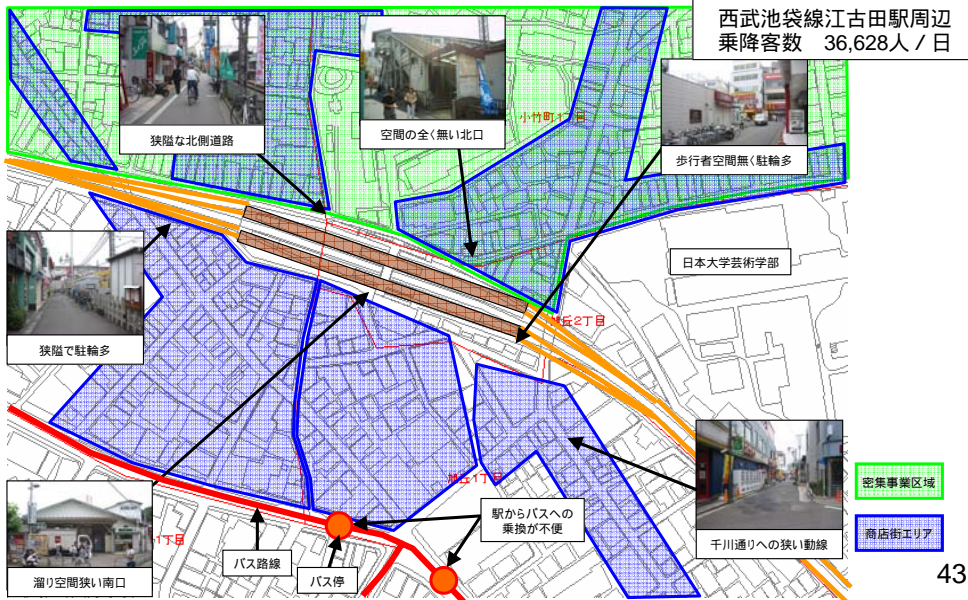 西武池袋線江古田駅周辺
乗降客数　36,628人／日
狭隘な北側道路
空間の全く無い北口
小竹町1丁目
歩行者空間無く駐輪多
日本大学芸術学部
狭隘で駐輪多
旭丘2丁目
旭丘1丁目
溜り空間狭い南口
1丁目
バス路線
バス停
駅からバスへの
乗換が不便
千川通りへの狭い動線
密集事業区域
商店街エリア
43